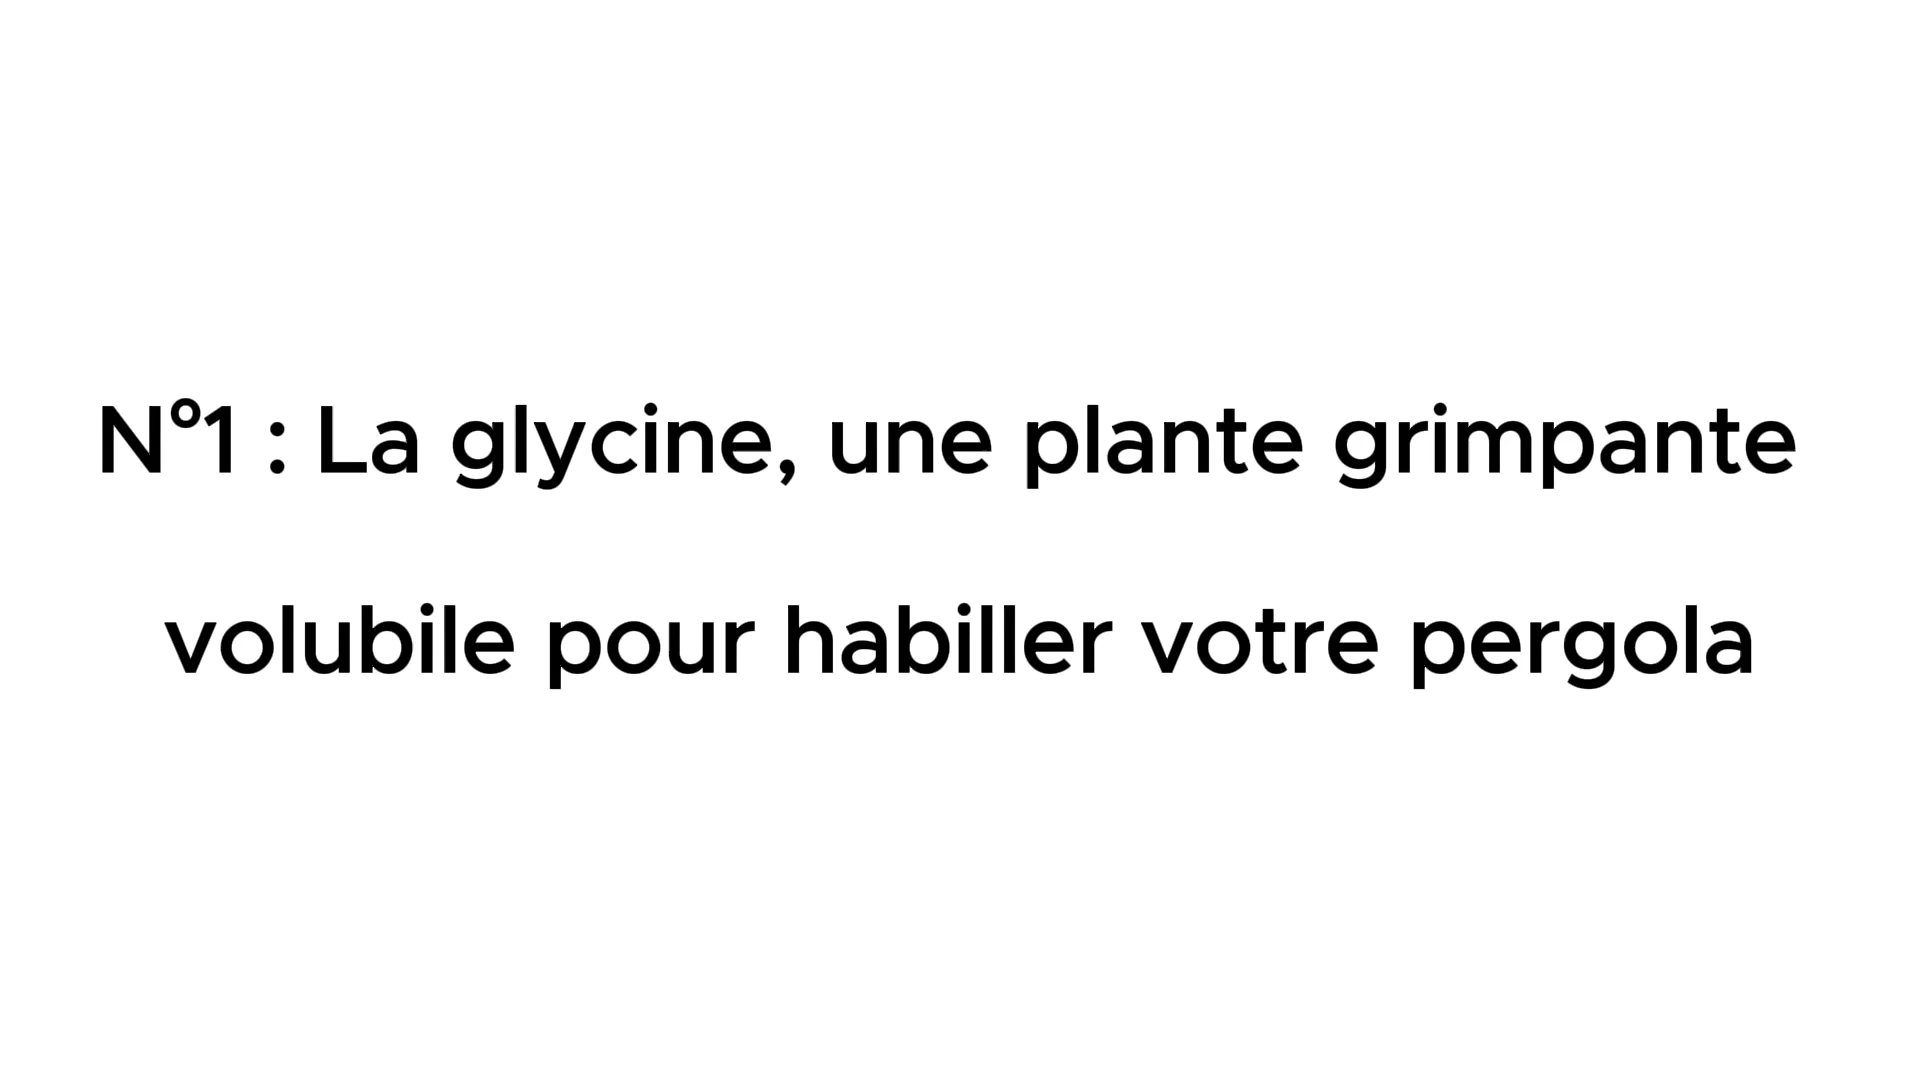 N°1 : La glycine, une plante grimpante
volubile pour habiller votre pergola